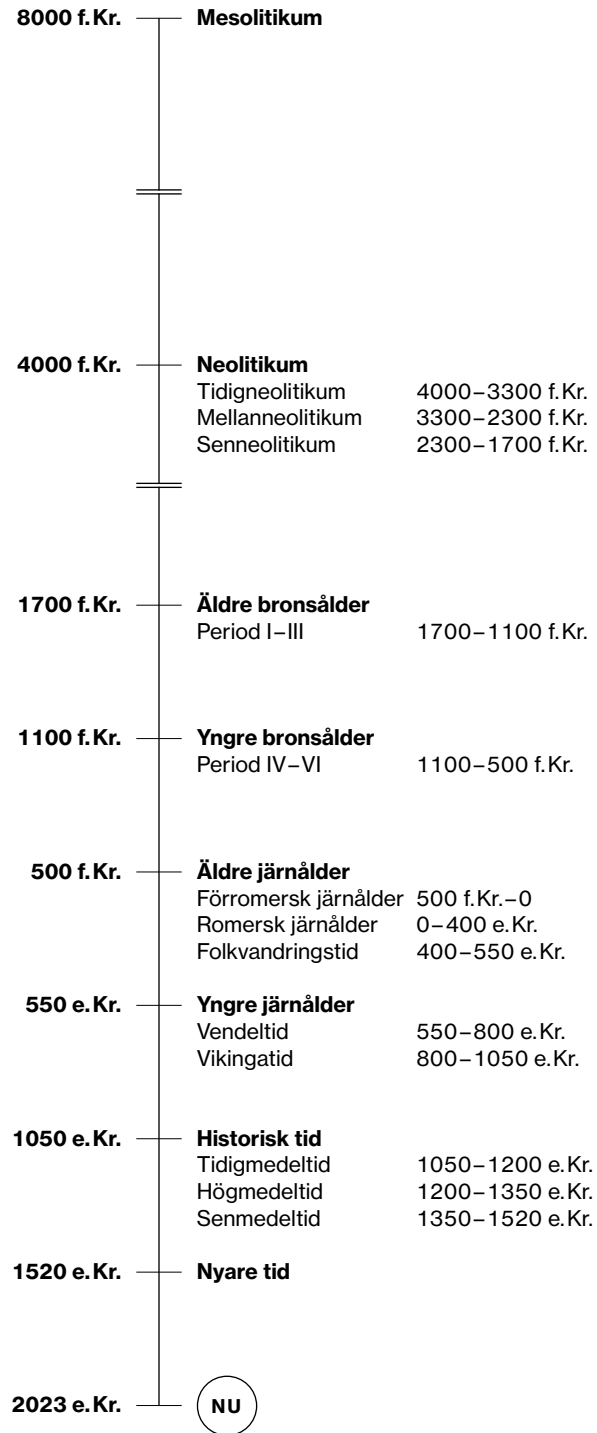 8000 f.Kr. Mesolitikum
4000 f.Kr. Neolitikum
Tidigneolitikum 4000–3300 f.Kr.
Mellanneolitikum 3300–2300 f.Kr.
Senneolitikum 2300–1700 f.Kr.
1700 f.Kr. Äldre bronsålder
Period I–III 1700–1100 f.Kr.
1100 f.Kr. Yngre bronsålder
Period IV–VI 1100–500 f.Kr.
500 f.Kr. Äldre järnålder
Förromersk järnålder 500 f.Kr.–0
Romersk järnålder 0–400 e.Kr.
Folkvandringstid 400–550 e.Kr.
550 e.Kr. Yngre järnålder
Vendeltid 550–800 e.Kr.
Vikingatid 800–1050 e.Kr.
1050 e.Kr. Historisk tid
Tidigmedeltid 1050–1200 e.Kr.
Högmedeltid 1200–1350 e.Kr.
Senmedeltid 1350–1520 e.Kr.
1520 e.Kr. Nyare tid
2023 e.Kr. NU